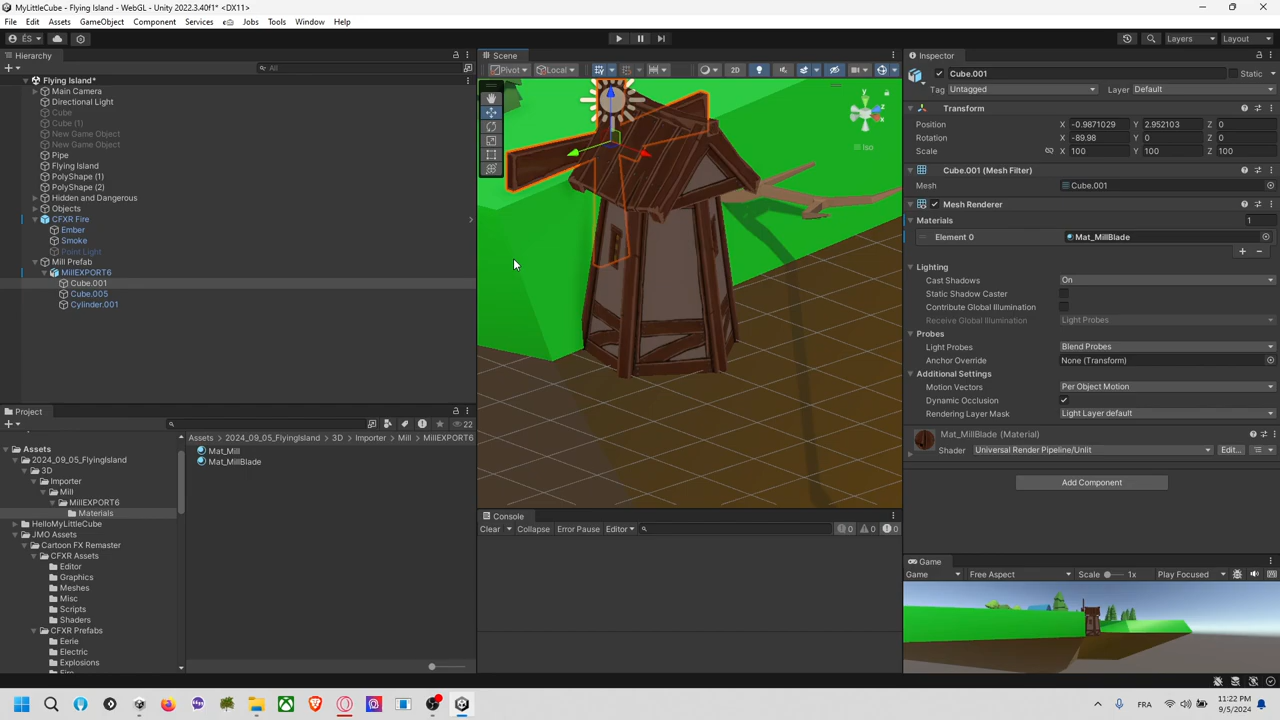 MyLittleCube - Flying Island - WebGL - Unity 2022.3.40f1* <DX11>
File Edit Assets GameObject Component Services Jobs Tools Window Help
ÉS
Layers
Layout
Hierarchy
All
Flying Island*
Main Camera
Directional Light
Cube
Cube (1)
New Game Object
New Game Object
Pipe
Flying Island
PolyShape (1)
PolyShape (2)
Hidden and Dangerous
Objects
CFXR Fire
Ember
Smoke
Point Light
Mill Prefab
MillEXPORT6
Cube.001
Cube.005
Cylinder.001
Project
22
Assets
2024_09_05_FlyingIsland
3D
Importer
Mill
MillEXPORT6
Materials
HelloMyLittleCube
JMO Assets
Cartoon FX Remaster
CFXR Assets
Editor
Graphics
Meshes
Misc
Scripts
Shaders
CFXR Prefabs
Eerie
Electric
Explosions
Assets 2024_09_05_FlyingIsland 3D Importer Mill MillEXPORT6
Mat_Mill
Mat_MillBlade
Scene
Pivot Local 2D
y
z
x
Iso
Console
Clear Collapse Error Pause Editor 0 0 0
Inspector
Cube.001 Static
Tag Untagged Layer Default
Transform
Position X -0.9871029 Y 2.952103 Z 0
Rotation X -89.98 Y 0 Z 0
Scale X 100 Y 100 Z 100
Cube.001 (Mesh Filter)
Mesh Cube.001
Mesh Renderer
Materials 1
Element 0 Mat_MillBlade
Lighting
Cast Shadows On
Static Shadow Caster
Contribute Global Illumination
Receive Global Illumination Light Probes
Probes
Light Probes Blend Probes
Anchor Override None (Transform)
Additional Settings
Motion Vectors Per Object Motion
Dynamic Occlusion
Rendering Layer Mask Light Layer default
Mat_MillBlade (Material)
Shader Universal Render Pipeline/Unlit Edit...
Add Component
Game
Game Free Aspect Scale 1x Play Focused
FRA
11:22 PM
9/5/2024